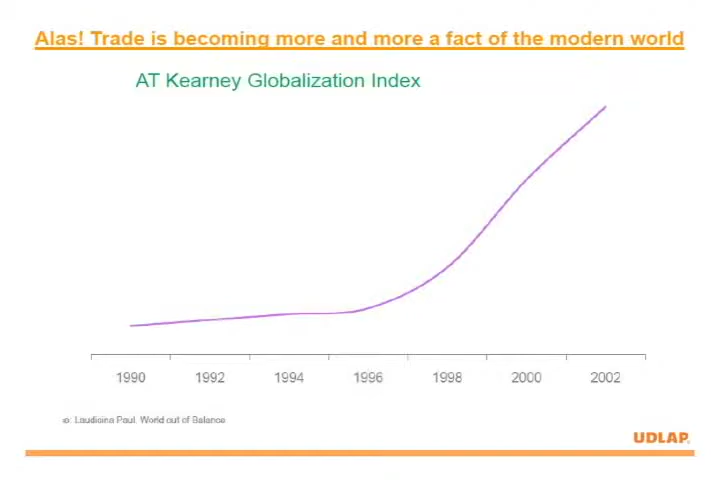 Alas! Trade is becoming more and more a fact of the modern world
AT Kearney Globalization Index
1990 1992 1994 1996 1998 2000 2002
Laudicina Paul. World out of Balance
UDLAP